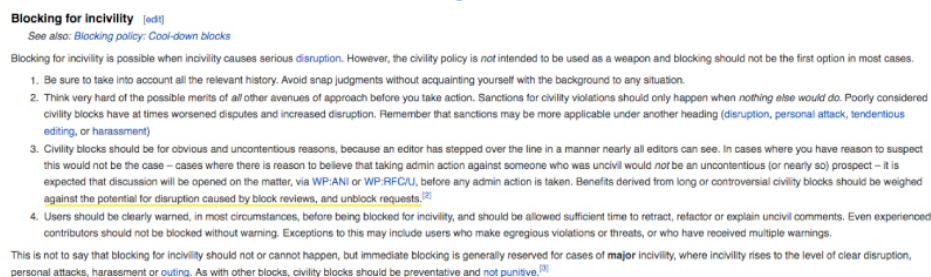 Blocking for incivility [edit]
See also: Blocking policy: Cool-down blocks
Blocking for incivility is possible when incivility causes serious disruption. However, the civility policy is not intended to be used as a weapon and blocking should not be the first option in most cases.
1. Be sure to take into account all the relevant history. Avoid snap judgments without acquainting yourself with the background to any situation.
2. Think very hard of the possible merits of all other avenues of approach before you take action. Sanctions for civility violations should only happen when nothing else would do. Poorly considered
civility blocks have at times worsened disputes and increased disruption. Remember that sanctions may be more applicable under another heading (disruption, personal attack, tendentious
editing, or harassment)
3. Civility blocks should be for obvious and uncontentious reasons, because an editor has stepped over the line in a manner nearly all editors can see. In cases where you have reason to suspect
this would not be the case – cases where there is reason to believe that taking admin action against someone who was uncivil would not be an uncontentious (or nearly so) prospect – it is
expected that discussion will be opened on the matter, via WP:ANI or WP:RFC/U, before any admin action is taken. Benefits derived from long or controversial civility blocks should be weighed
against the potential for disruption caused by block reviews, and unblock requests.[2]
4. Users should be clearly warned, in most circumstances, before being blocked for incivility, and should be allowed sufficient time to retract, refactor or explain uncivil comments. Even experienced
contributors should not be blocked without warning. Exceptions to this may include users who make egregious violations or threats, or who have received multiple warnings.
This is not to say that blocking for incivility should not or cannot happen, but immediate blocking is generally reserved for cases of major incivility, where incivility rises to the level of clear disruption,
personal attacks, harassment or outing. As with other blocks, civility blocks should be preventative and not punitive.[3]